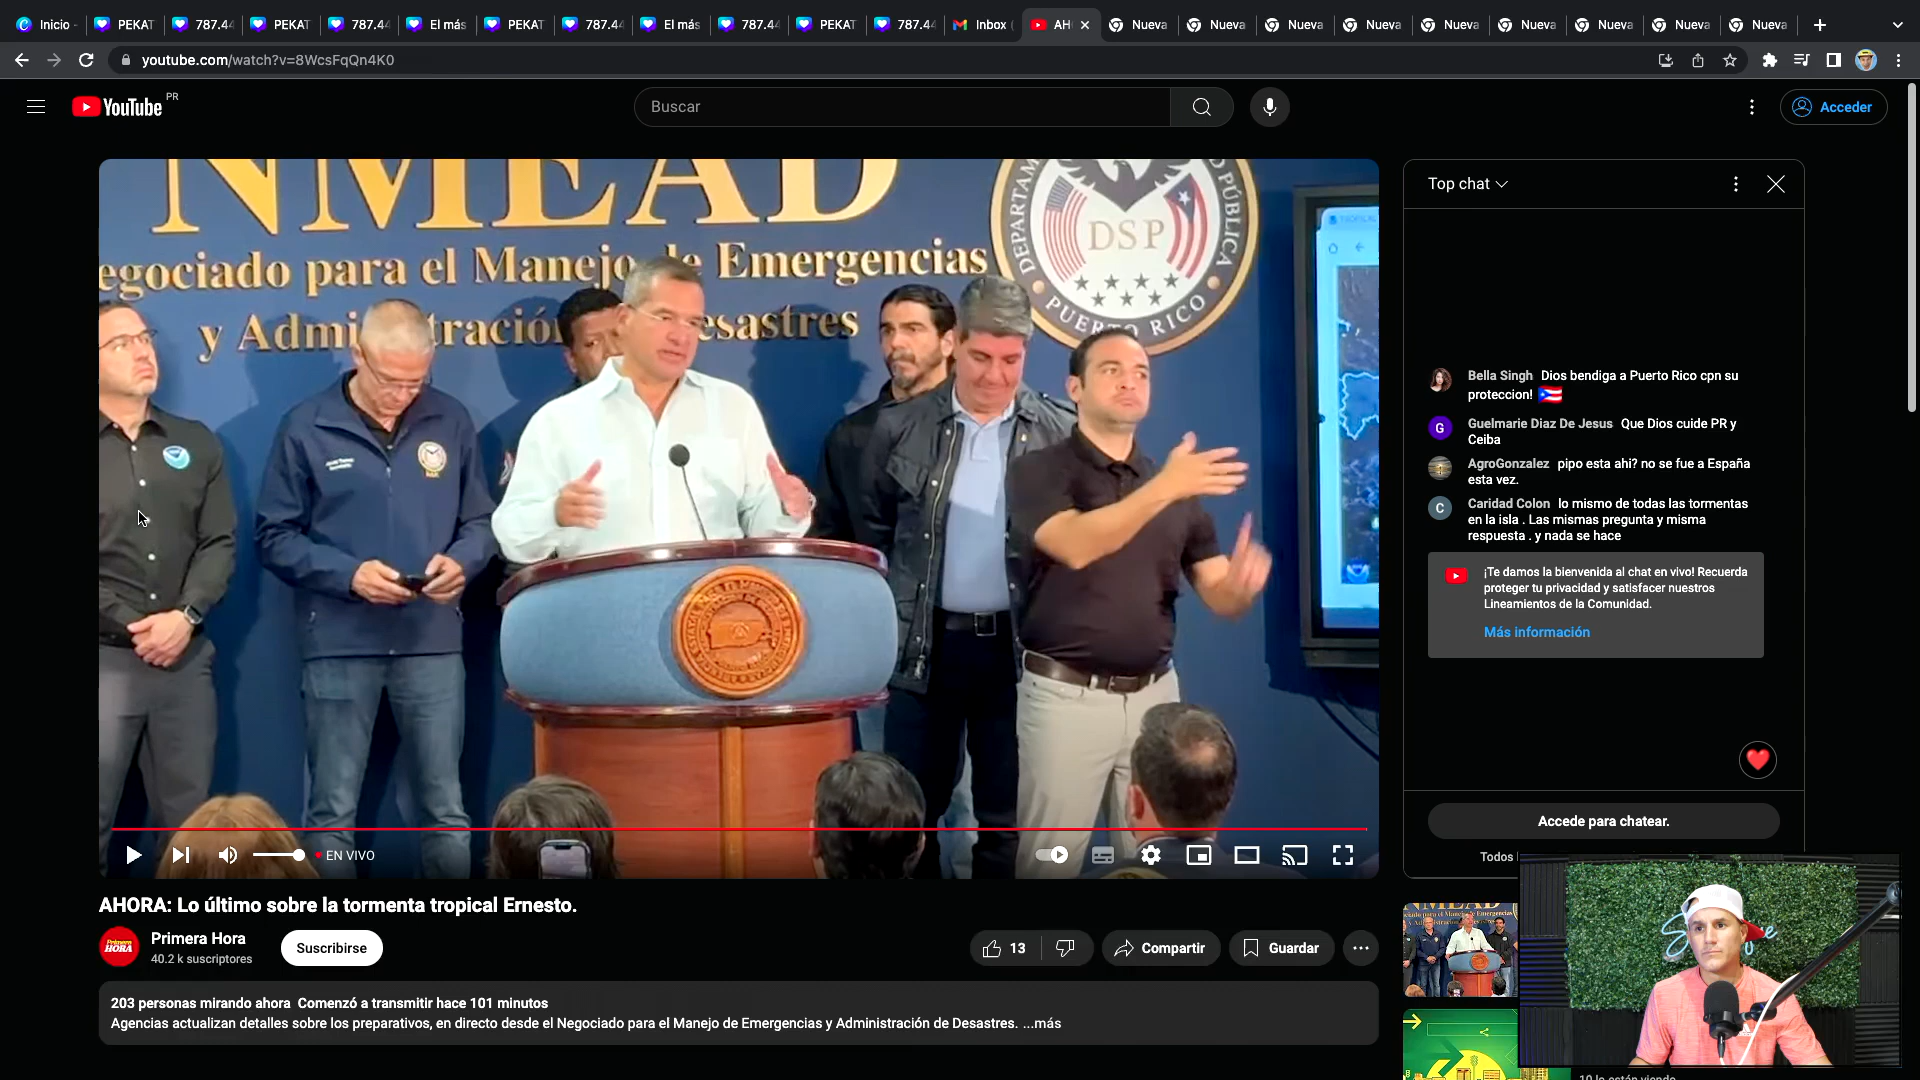 Inicio
PEKAT
787.44
PEKAT
787.44
El más
PEKAT
787.44
El más
787.44
PEKAT
787.44
Inbox
AH
Nueva
Nueva
Nueva
Nueva
Nueva
Nueva
Nueva
Nueva
Nueva
youtube.com/watch?v=8WcsFqQn4K0
YouTube PR
Buscar
Acceder
NMEAD
egociado para el Manejo de Emergencias
y Administración Desastres
DSP
PUERTO RICO
EN VIVO
Top chat
Bella Singh Dios bendiga a Puerto Rico cpn su
proteccion!
G
Guelmarie Diaz De Jesus Que Dios cuide PR y
Ceiba
AgroGonzalez pipo esta ahi? no se fue a España
esta vez.
C
Caridad Colon lo mismo de todas las tormentas
en la isla . Las mismas pregunta y misma
respuesta . y nada se hace
¡Te damos la bienvenida al chat en vivo! Recuerda
proteger tu privacidad y satisfacer nuestros
Lineamientos de la Comunidad.
Más información
Accede para chatear.
Todos
AHORA: Lo último sobre la tormenta tropical Ernesto.
Primera HORA
Primera Hora
40.2 k suscriptores
Suscribirse
13
Compartir
Guardar
203 personas mirando ahora Comenzó a transmitir hace 101 minutos
Agencias actualizan detalles sobre los preparativos, en directo desde el Negociado para el Manejo de Emergencias y Administración de Desastres. ...más